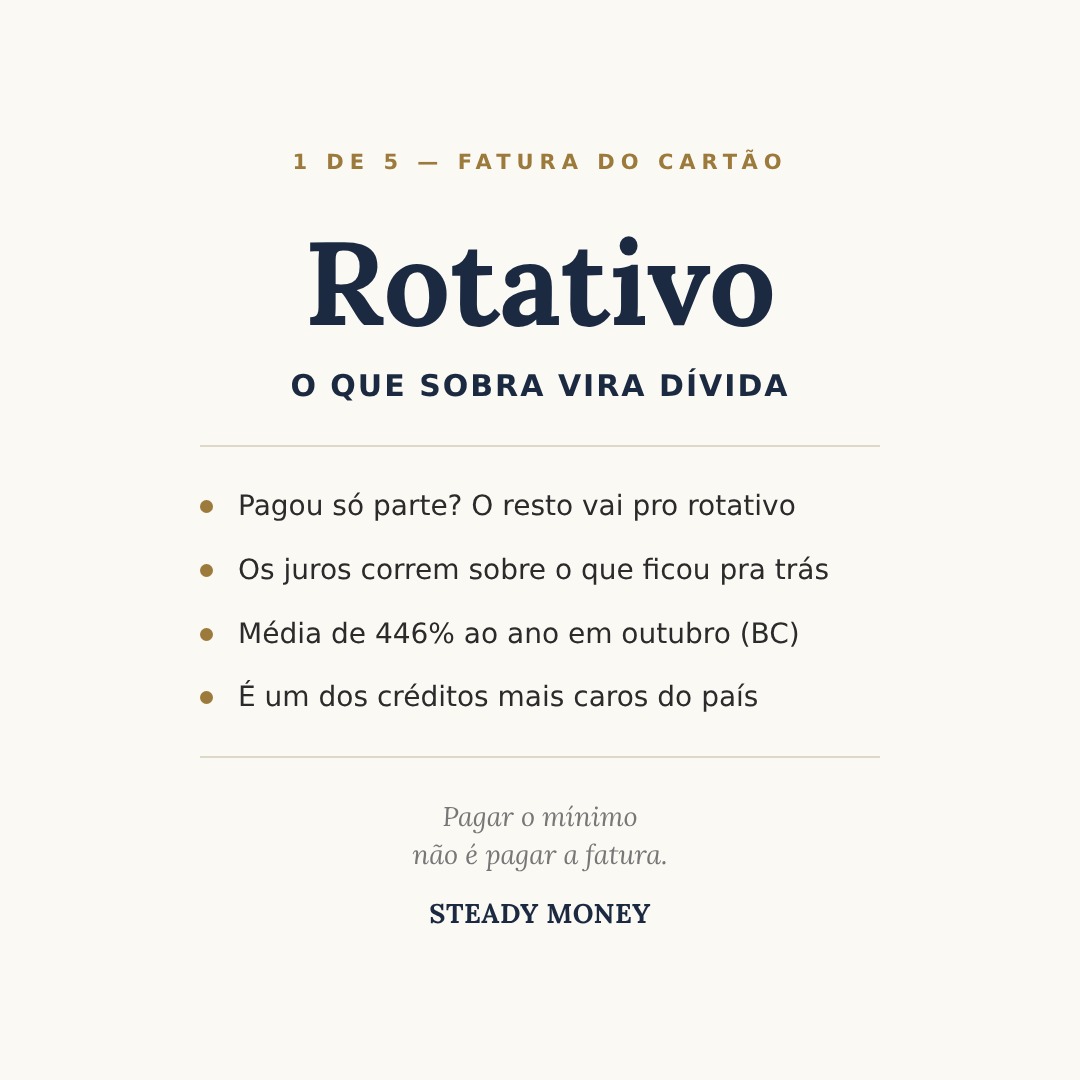 1 DE 5 — FATURA DO CARTÃO
Rotativo
O QUE SOBRA VIRA DÍVIDA
Pagou só parte? O resto vai pro rotativo
Os juros correm sobre o que ficou pra trás
Média de 446% ao ano em outubro (BC)
É um dos créditos mais caros do país
Pagar o mínimo
não é pagar a fatura.
STEADY MONEY